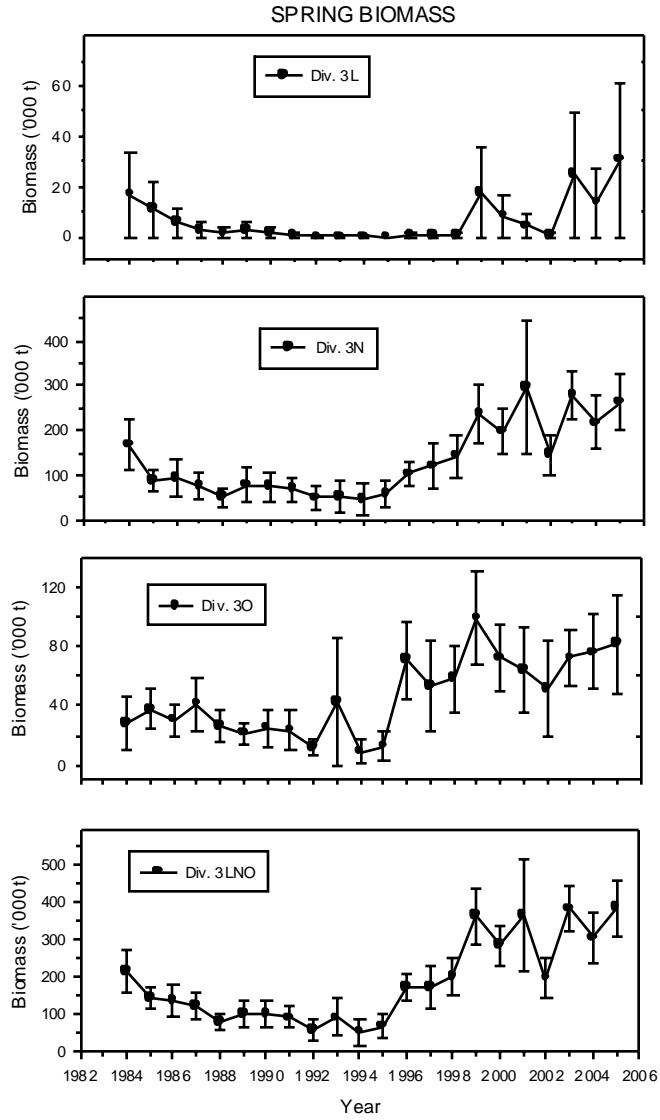 SPRING BIOMASS
Biomass ('000 t)
60
40
20
0
Div. 3L
Biomass ('000 t)
400
300
200
100
0
Div. 3N
Biomass ('000 t)
120
80
40
0
Div. 3O
Biomass ('000 t)
500
400
300
200
100
0
Div. 3LNO
1982 1984 1986 1988 1990 1992 1994 1996 1998 2000 2002 2004 2006
Year